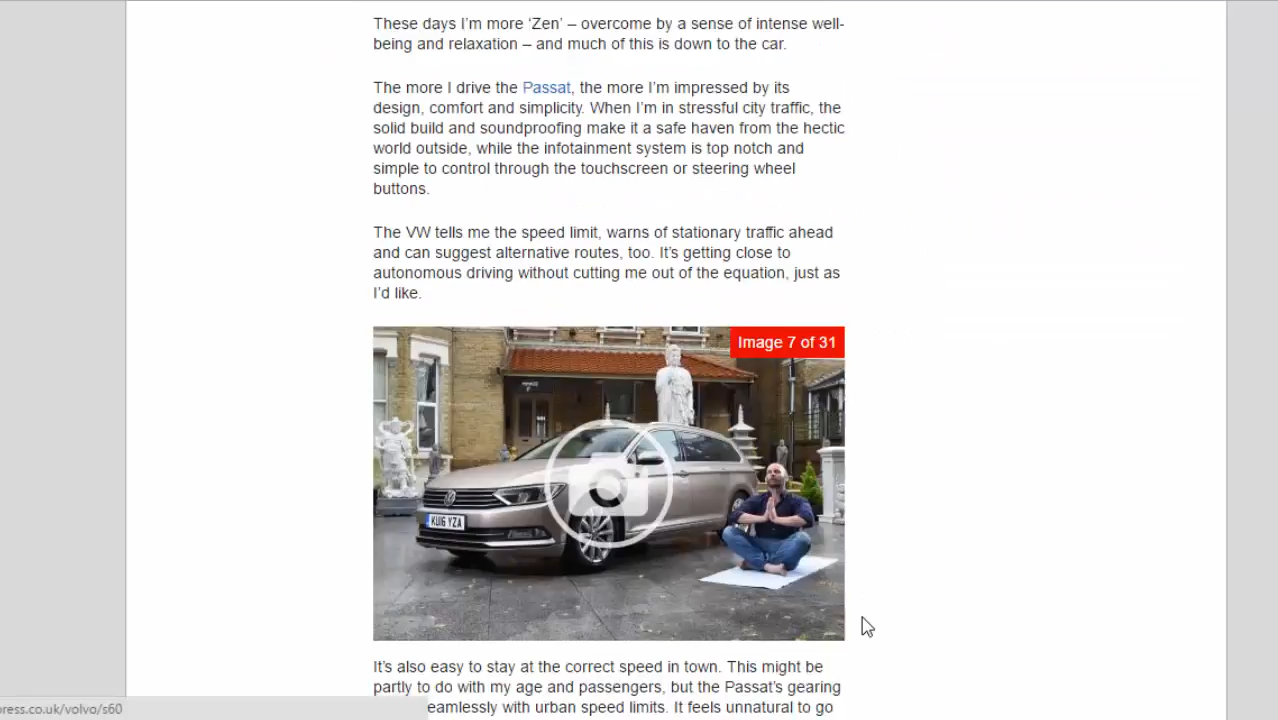 These days I’m more ‘Zen’ – overcome by a sense of intense well-
being and relaxation – and much of this is down to the car.
The more I drive the Passat, the more I’m impressed by its
design, comfort and simplicity. When I’m in stressful city traffic, the
solid build and soundproofing make it a safe haven from the hectic
world outside, while the infotainment system is top notch and
simple to control through the touchscreen or steering wheel
buttons.
The VW tells me the speed limit, warns of stationary traffic ahead
and can suggest alternative routes, too. It’s getting close to
autonomous driving without cutting me out of the equation, just as
I’d like.
Image 7 of 31
KU16 YZA
It’s also easy to stay at the correct speed in town. This might be
partly to do with my age and passengers, but the Passat’s gearing
eamlessly with urban speed limits. It feels unnatural to go
press.co.uk/volvo/s60